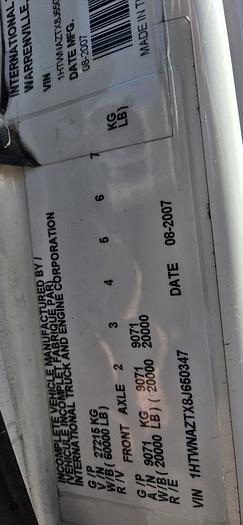 INTERNATIONAL
WARRENVILLE,
VIN
1HTWNAZTX8J650
DATE MFG.
08-2007
MADE IN
INCOMPLETE VEHICLE MANUFACTURED BY /
VEHICULE INCOMPLET FABRIQUE PAR:
INTERNATIONAL TRUCK AND ENGINE CORPORATION
G / P 27215 KG
V / N
W/B ( 60000 LB )
R / V FRONT AXLE 2 3 4 5 6 7
G / P 9071 KG 9071 9071 KG
A / N
W/B ( 20000 LB ) ( 20000 20000 LB )
R / E
VIN 1HTWNAZTX8J650347 DATE 08-2007